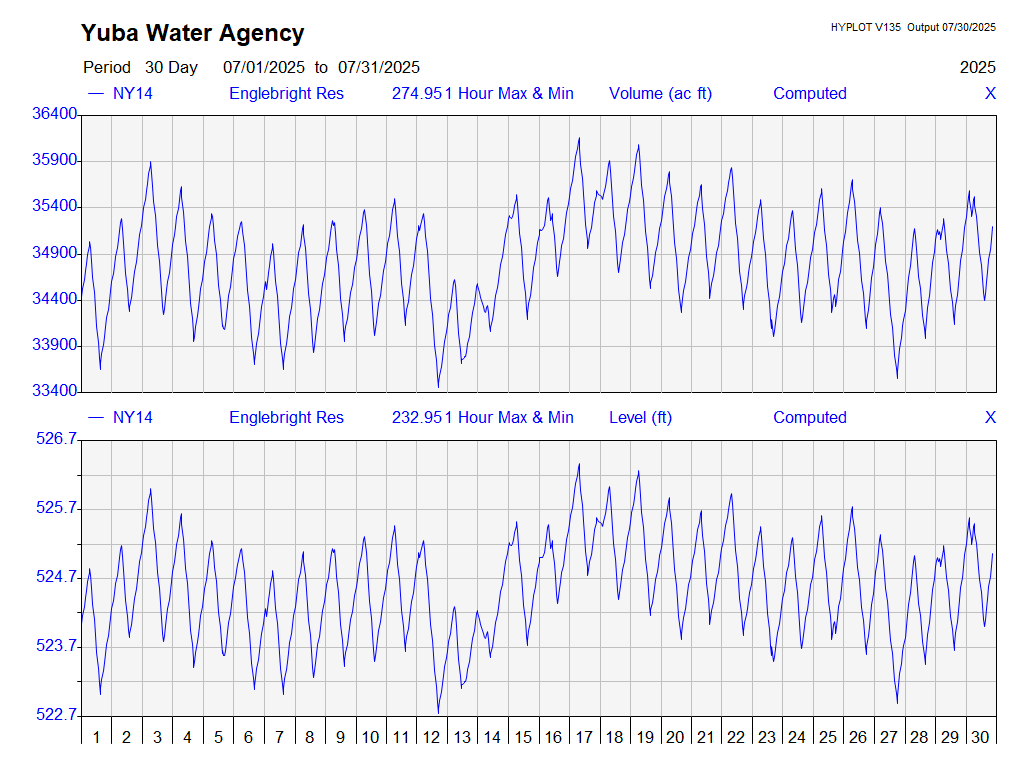 Yuba Water Agency
HYPLOT V135 Output 07/30/2025
Period 30 Day 07/01/2025 to 07/31/2025
2025
— NY14 Englebright Res 274.951 Hour Max & Min Volume (ac ft) Computed X
36400
35900
35400
34900
34400
33900
33400
— NY14 Englebright Res 232.951 Hour Max & Min Level (ft) Computed X
526.7
525.7
524.7
523.7
522.7
1 2 3 4 5 6 7 8 9 10 11 12 13 14 15 16 17 18 19 20 21 22 23 24 25 26 27 28 29 30